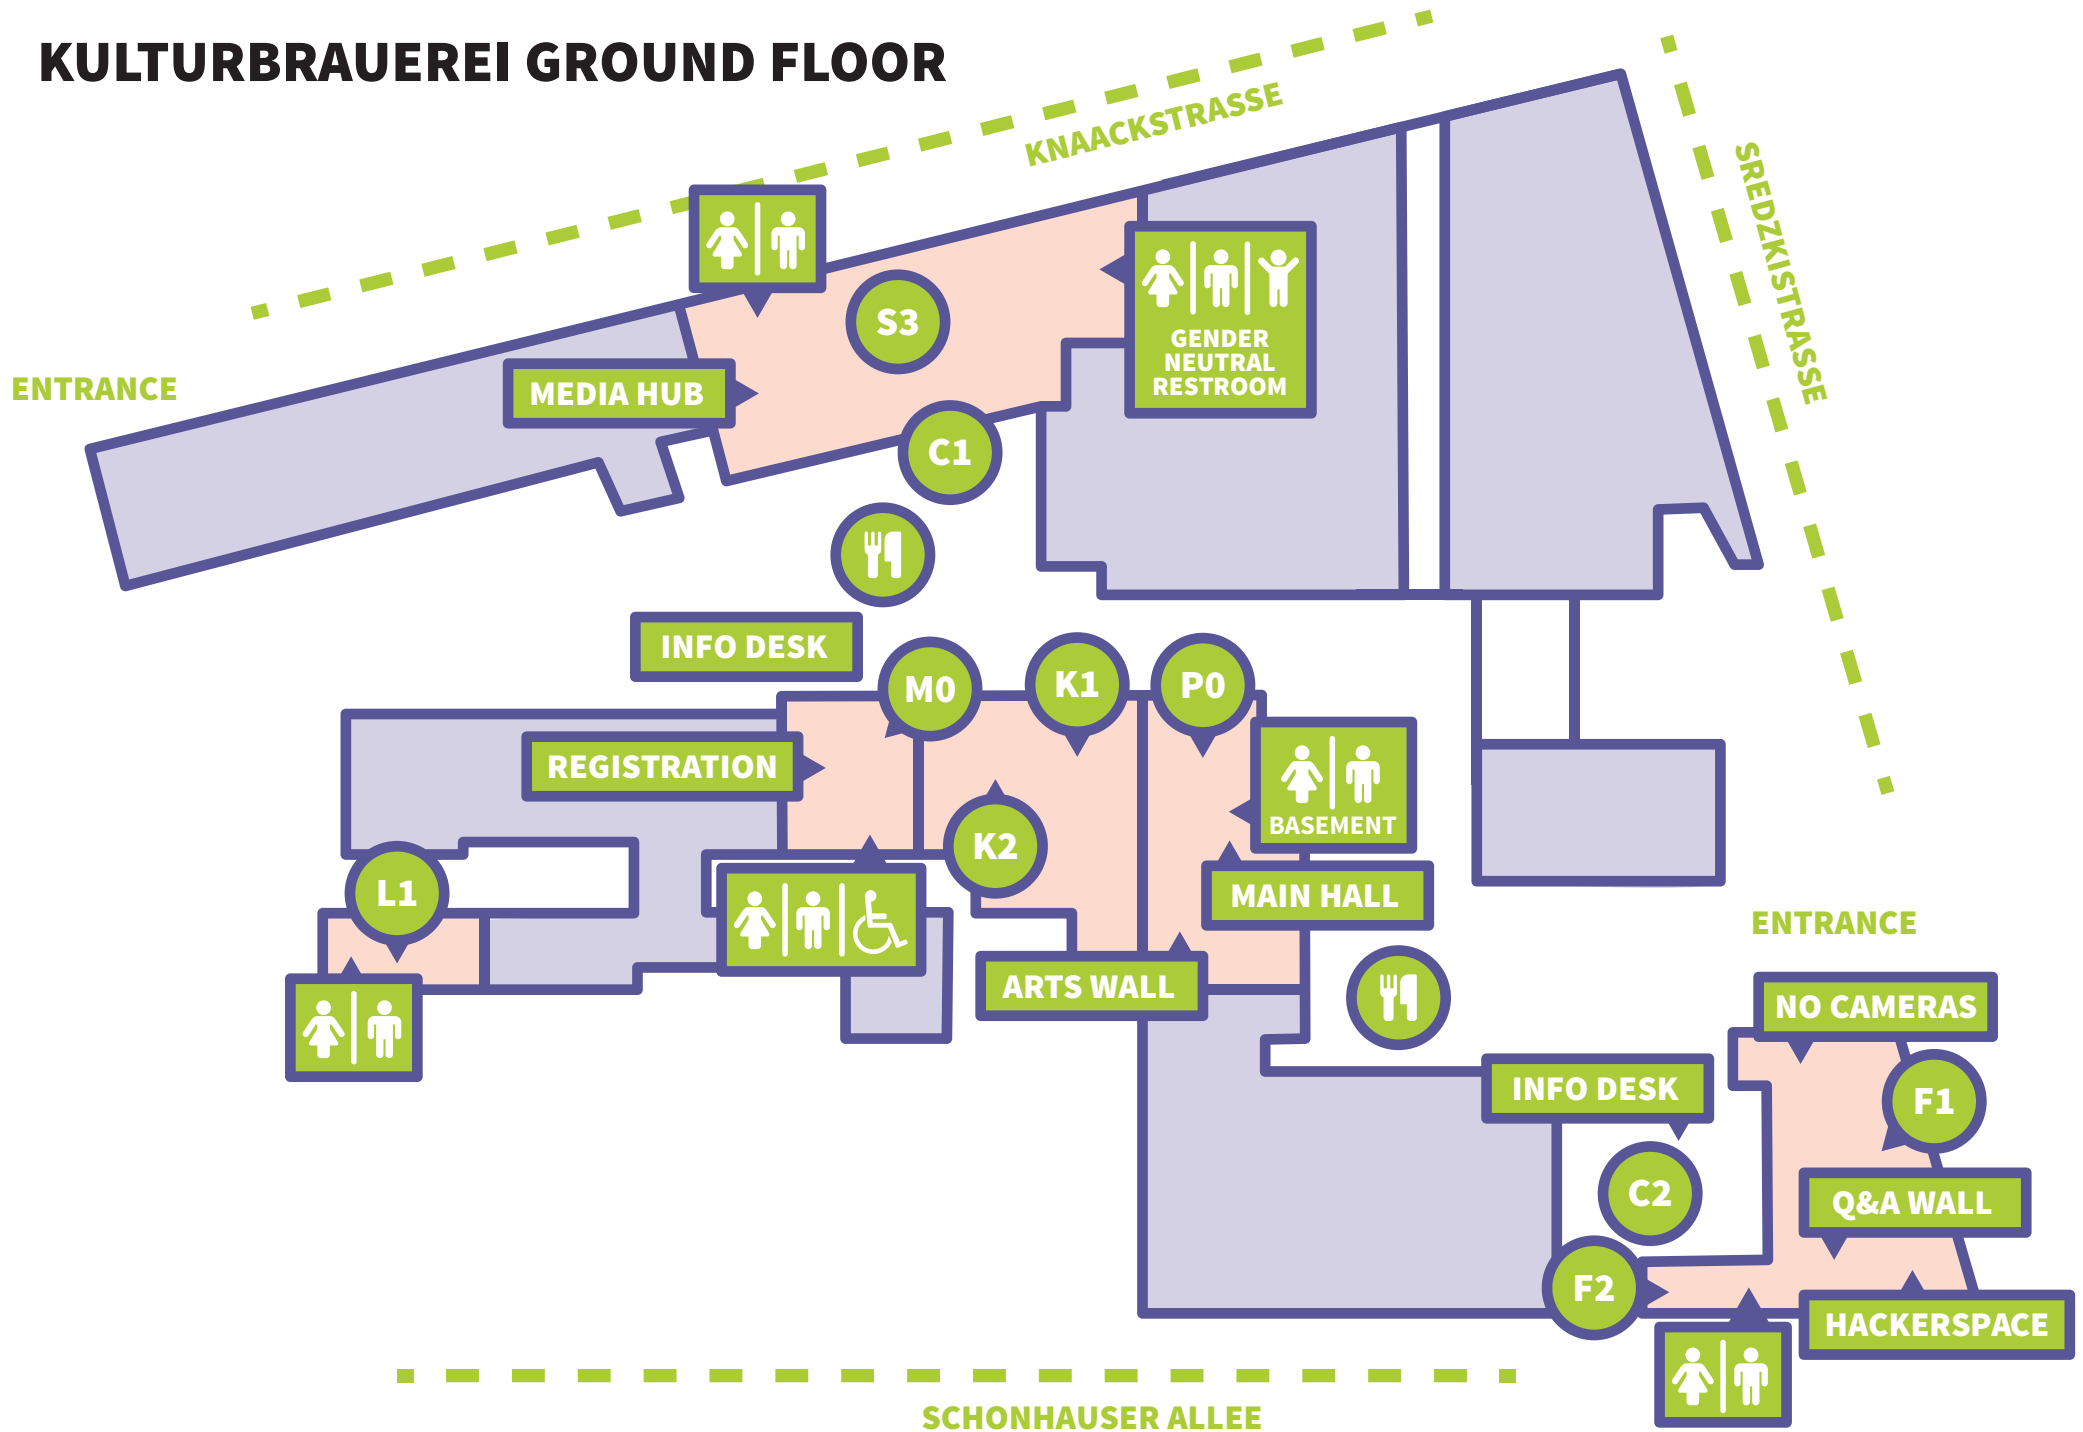 KULTURBRAUEREI GROUND FLOOR
KNAACKSTRASSE
SREDZKISTRASSE
ENTRANCE
S3
GENDER
NEUTRAL
RESTROOM
MEDIA HUB
C1
INFO DESK
M0
K1
P0
REGISTRATION
BASEMENT
K2
L1
MAIN HALL
ENTRANCE
ARTS WALL
NO CAMERAS
INFO DESK
F1
C2
Q&A WALL
F2
HACKERSPACE
SCHONHAUSER ALLEE